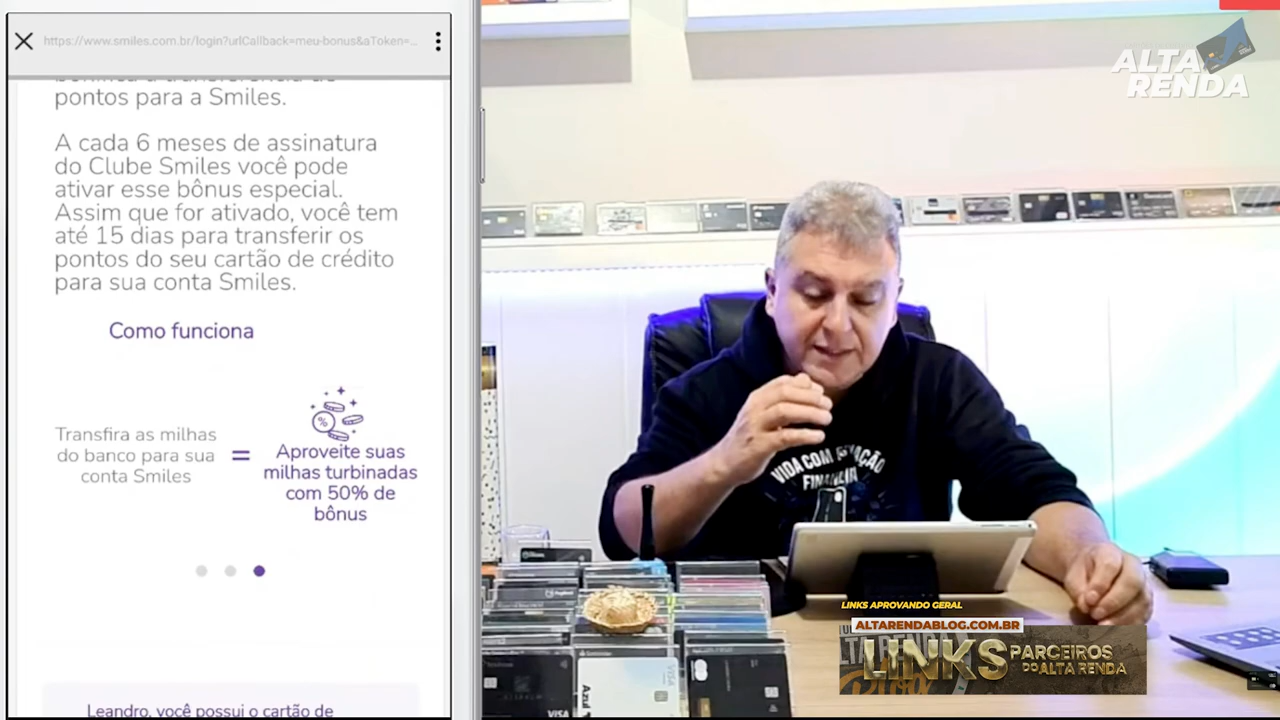 https://www.smiles.com.br/login?urlCallback=meu-bonus&aToken=...
pontos para a Smiles.
A cada 6 meses de assinatura
do Clube Smiles você pode
ativar esse bônus especial.
Assim que for ativado, você tem
até 15 dias para transferir os
pontos do seu cartão de crédito
para sua conta Smiles.
Como funciona
Transfira as milhas
do banco para sua
conta Smiles
=
Aproveite suas
milhas turbinadas
com 50% de
bônus
Leandro, você possui o cartão de
ALTA
RENDA
VIDA COM
FINANCEIRA
LINKS APROVANDO GERAL
ALTARENDABLOG.COM.BR
LINKS
PARCEIROS
DO ALTA RENDA
VISA
Azul
VISA